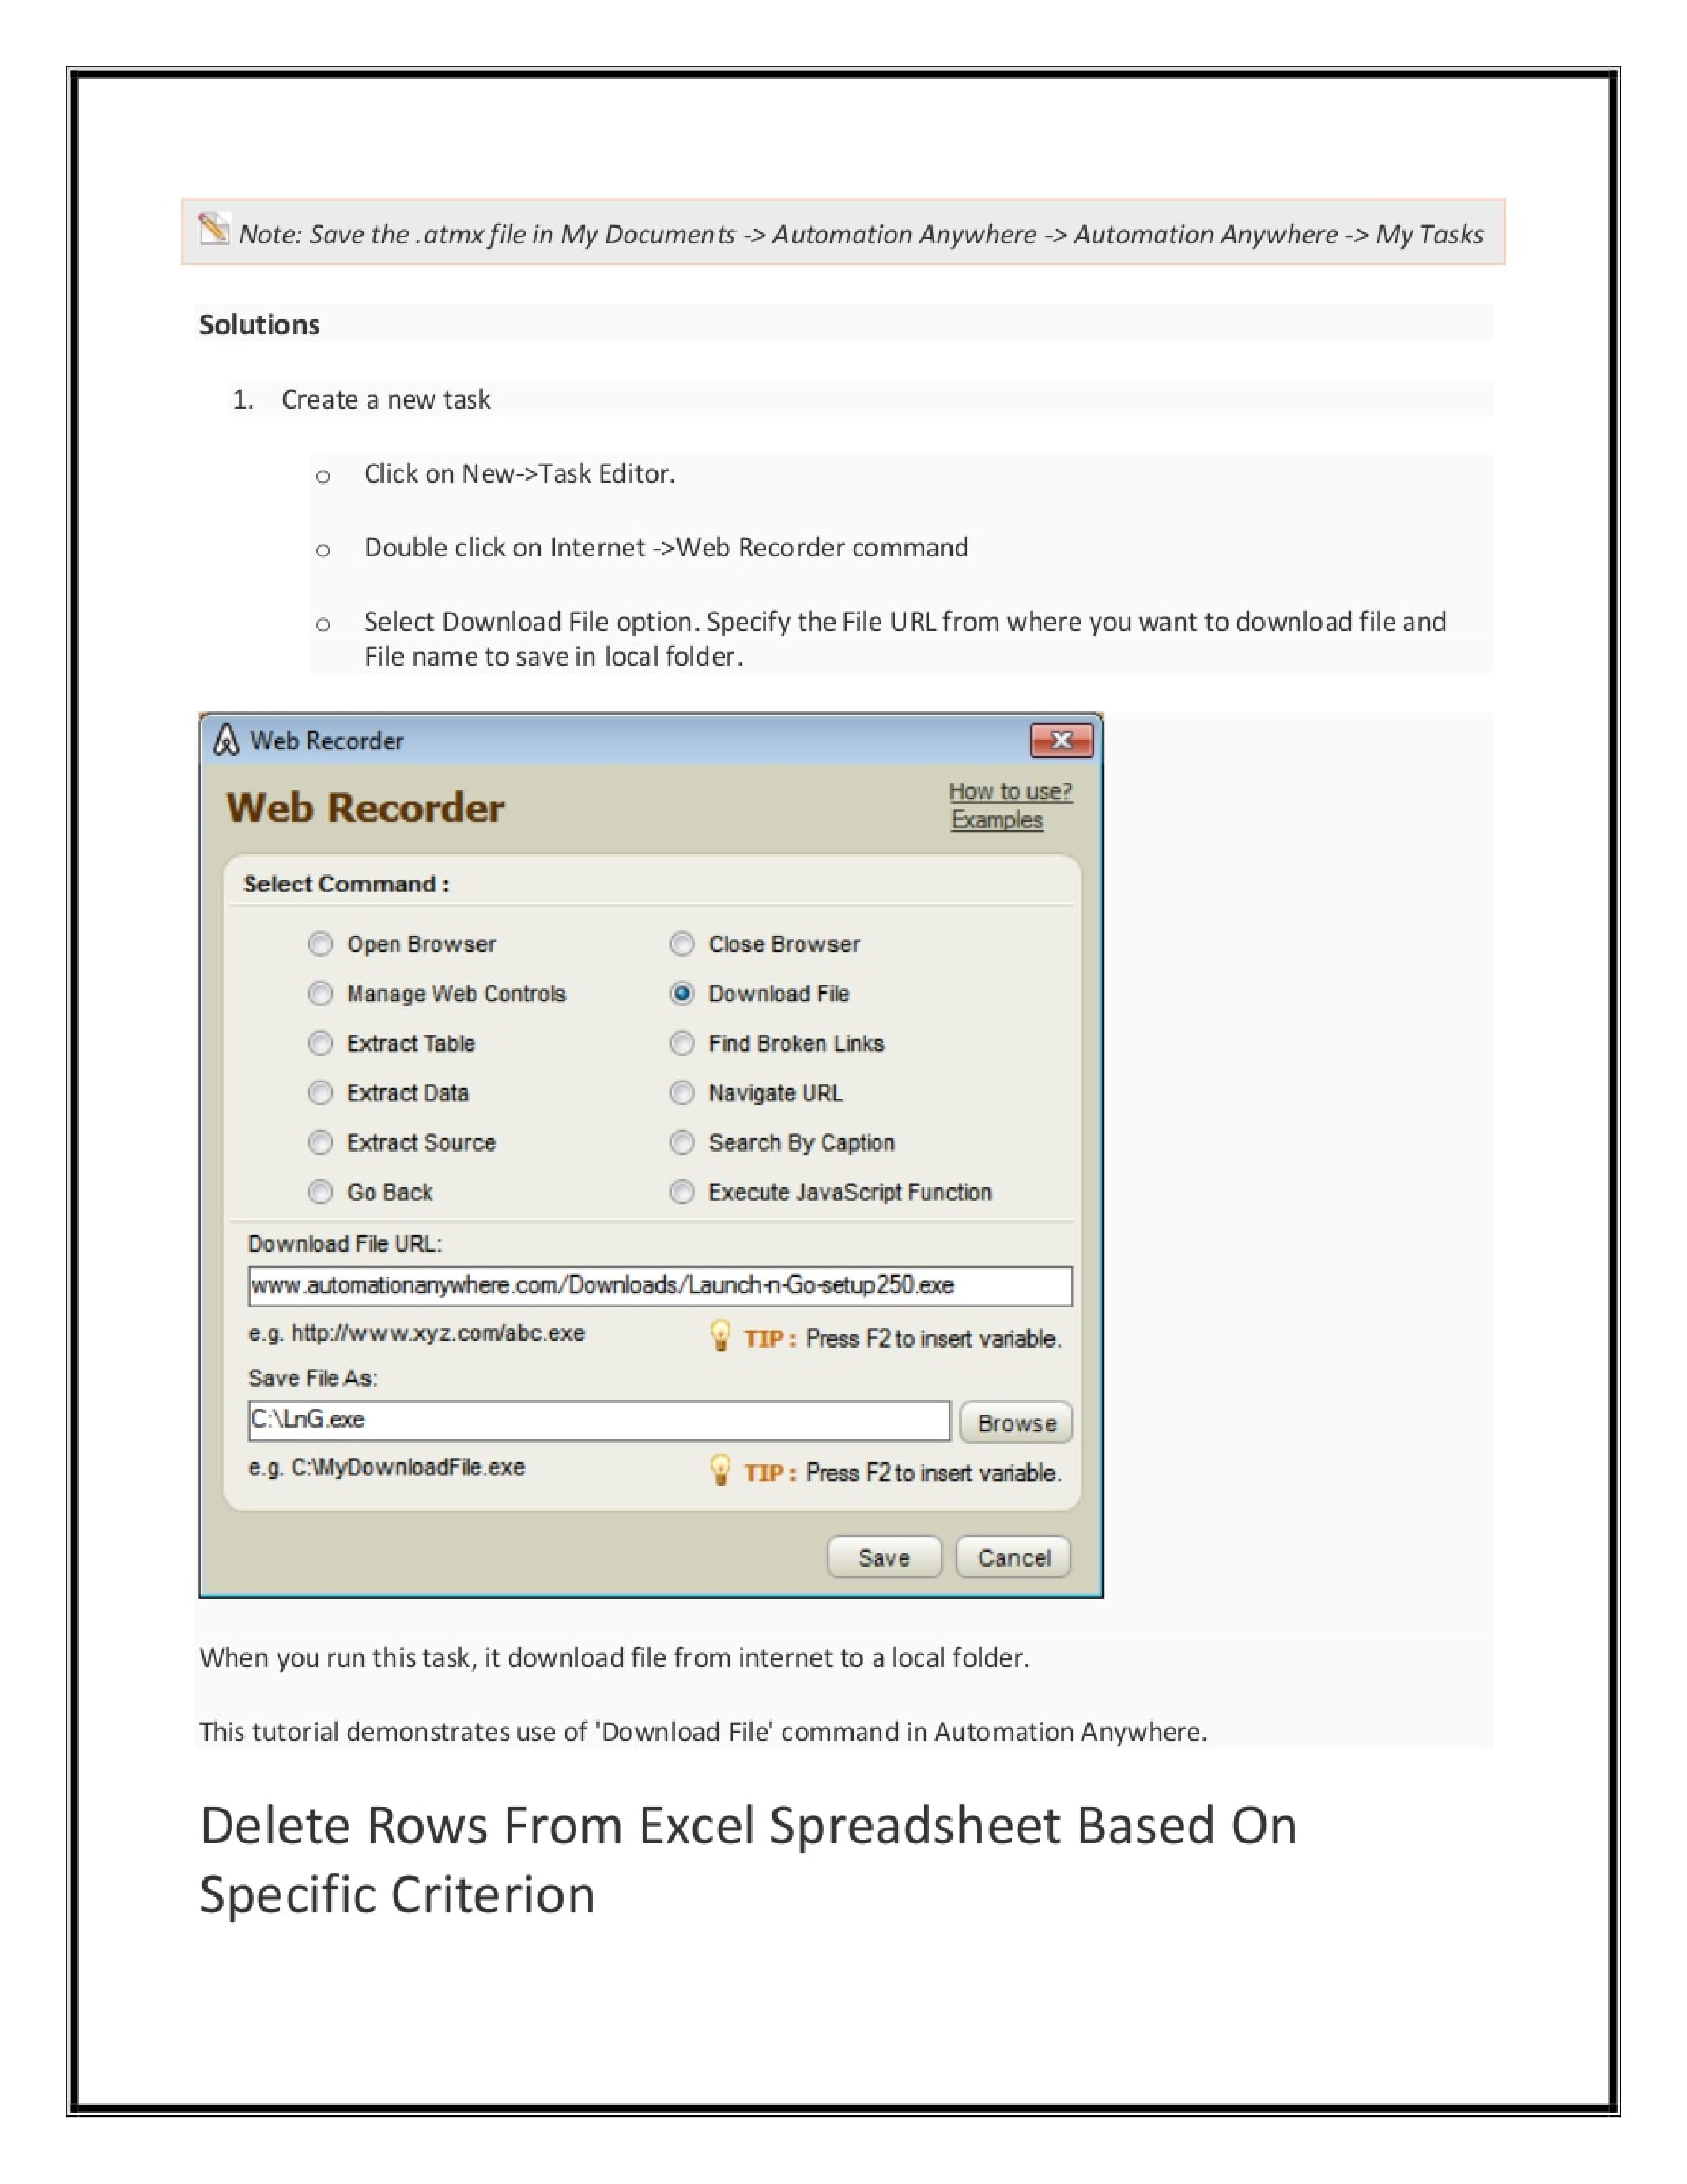 Note: Save the .atmx file in My Documents -> Automation Anywhere -> Automation Anywhere -> My Tasks
Solutions
1. Create a new task
o Click on New->Task Editor.
o Double click on Internet ->Web Recorder command
o Select Download File option. Specify the File URL from where you want to download file and
File name to save in local folder.
Web Recorder
Web Recorder
How to use?
Examples
Select Command :
Open Browser Close Browser
Manage Web Controls Download File
Extract Table Find Broken Links
Extract Data Navigate URL
Extract Source Search By Caption
Go Back Execute JavaScript Function
Download File URL:
www.automationanywhere.com/Downloads/Launch-n-Go-setup250.exe
e.g. http://www.xyz.com/abc.exe TIP : Press F2 to insert variable.
Save File As:
C:\LnG.exe Browse
e.g. C:\MyDownloadFile.exe TIP : Press F2 to insert variable.
Save Cancel
When you run this task, it download file from internet to a local folder.
This tutorial demonstrates use of 'Download File' command in Automation Anywhere.
Delete Rows From Excel Spreadsheet Based On
Specific Criterion